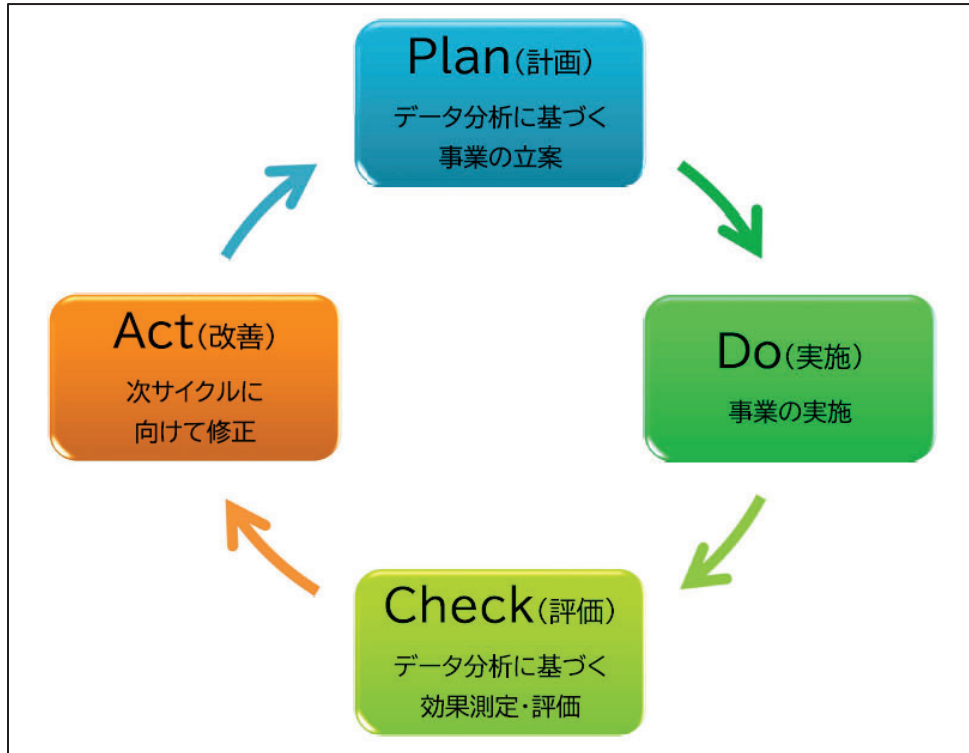 Plan(計画)
データ分析に基づく
事業の立案
Do(実施)
事業の実施
Check(評価)
データ分析に基づく
効果測定・評価
Act(改善)
次サイクルに
向けて修正